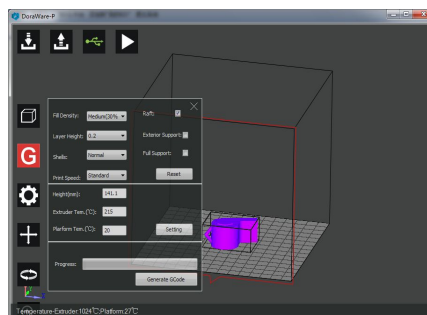 DoraWare-P
Fill Density: Medium(30%
Raft:
Layer Height: 0.2
Exterior Support:
Shells: Normal
Full Support:
Print Speed: Standard
Reset
Height(mm): 141.1
Extruder Tem.(℃): 215
Plarform Tem.(℃): 20
Setting
Progress:
Generate GCode
G
Temperature-Extruder:1024℃;Platform:27℃